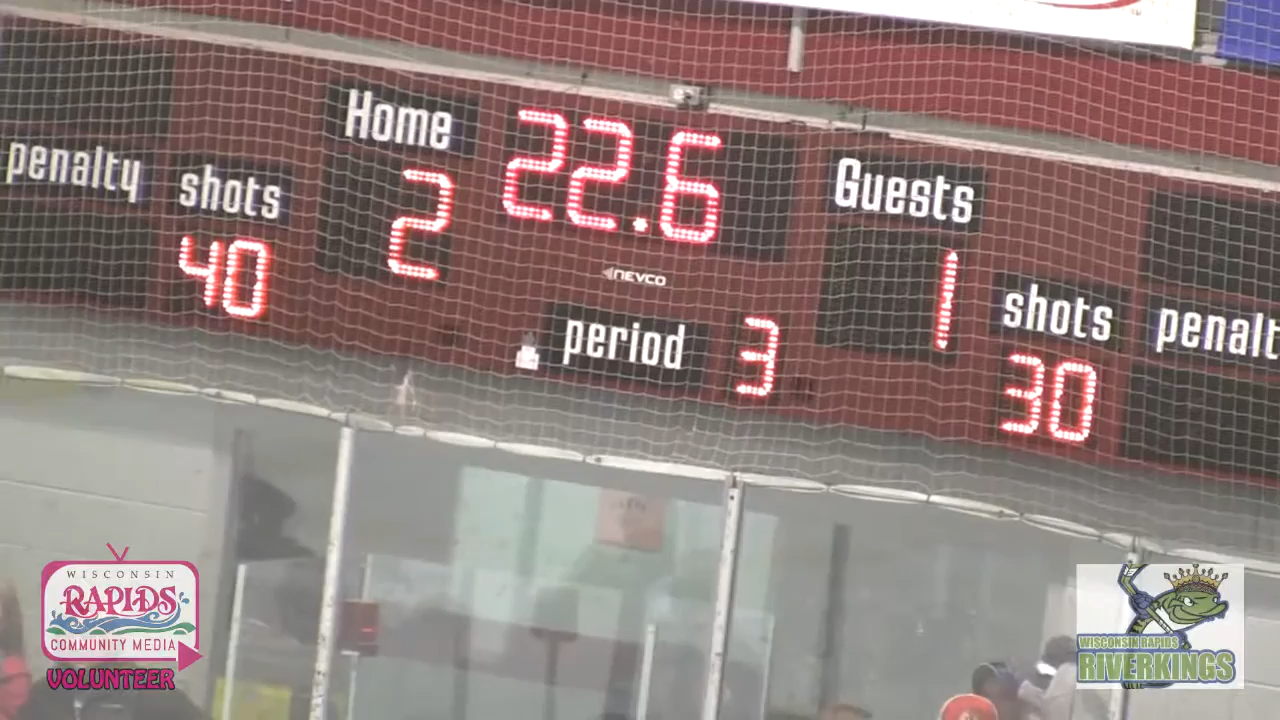 Home
22.6
Guests
penalty
shots
2
1
40
NEVCO
shots
penalt
period
3
30
WISCONSIN
RAPIDS
COMMUNITY MEDIA
VOLUNTEER
WISCONSIN RAPIDS
RIVERKINGS